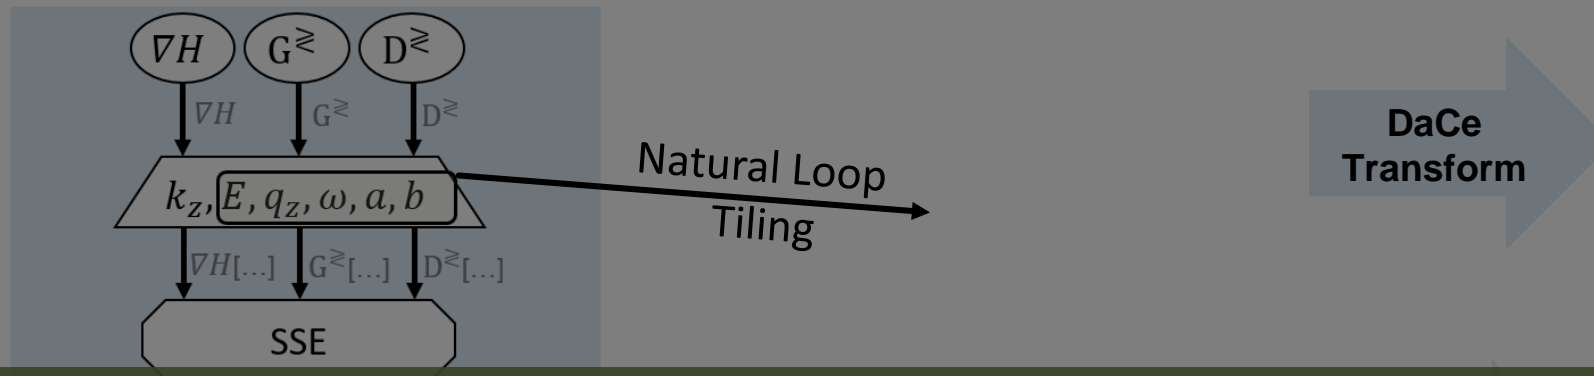 ∇H G≷ D≷
∇H G≷ D≷
k_z, E, q_z, ω, a, b
∇H[...] G≷[...] D≷[...]
SSE
Natural Loop
Tiling
DaCe
Transform